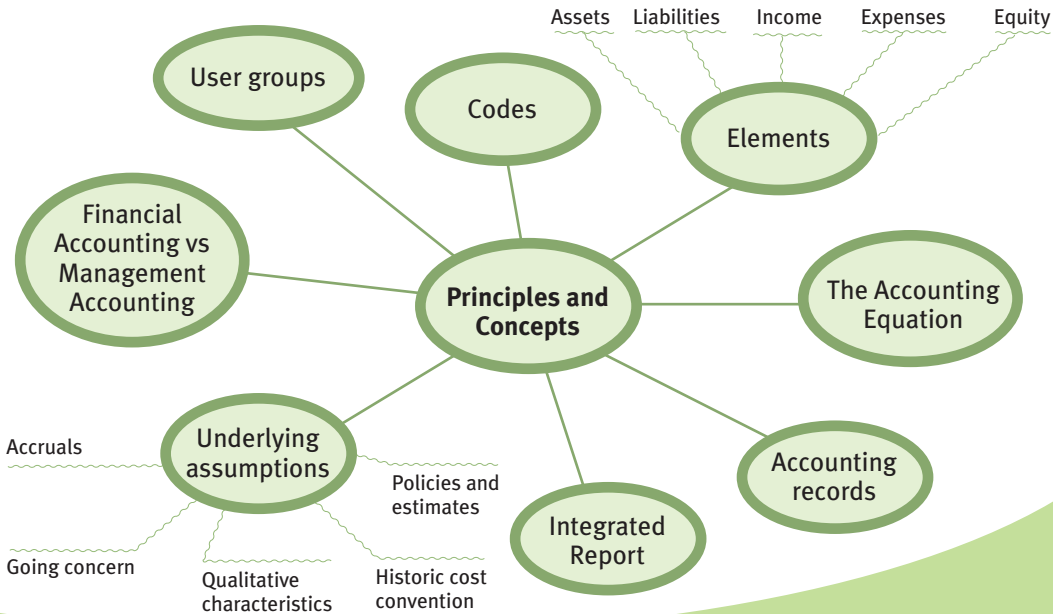 Assets Liabilities Income Expenses Equity
User groups
Codes
Elements
Financial
Accounting vs
Management
Accounting
Principles and
Concepts
The Accounting
Equation
Underlying
assumptions
Accruals
Policies and
estimates
Going concern
Qualitative
characteristics
Historic cost
convention
Integrated
Report
Accounting
records